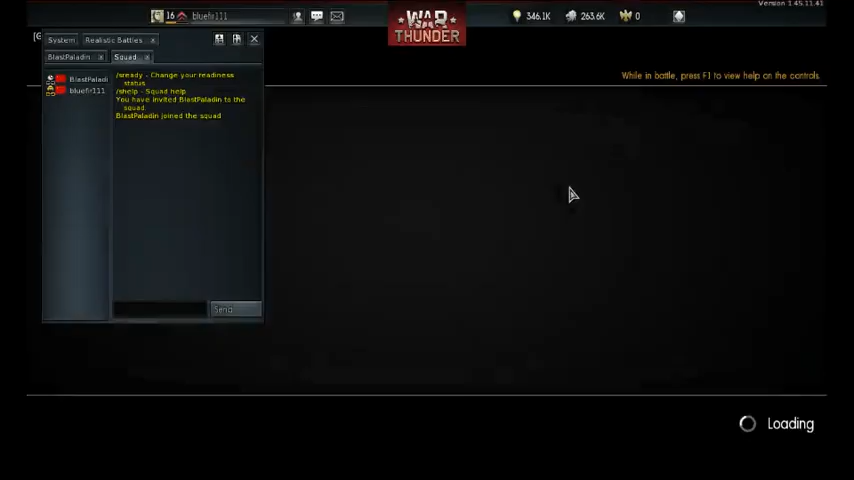 Version 1.45.11.41
16 bluefir111
WAR THUNDER
346.1K 263.6K 0
System Realistic Battles x
BlastPaladin x Squad x
While in battle, press F1 to view help on the controls.
BlastPaladi
bluefir111
/sready - Change your readiness
status
/shelp - Squad help
You have invited BlastPaladin to the
squad
BlastPaladin joined the squad
Send
Loading